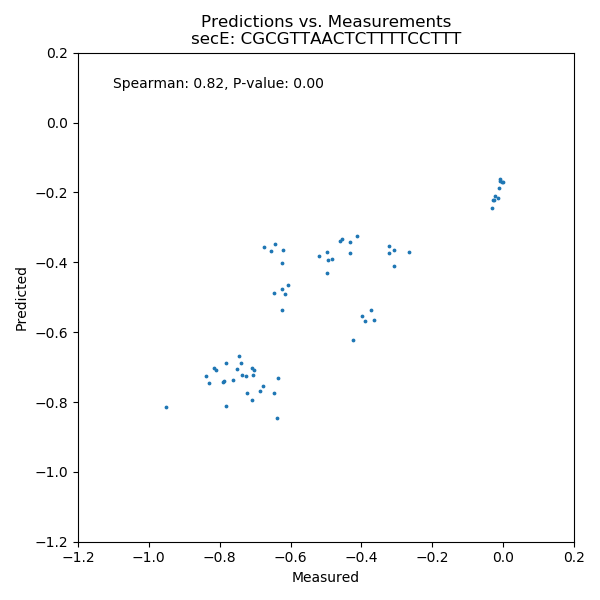 Predictions vs. Measurements
secE: CGCGTTAACTCTTTTCCTTT
0.2
Spearman: 0.82, P-value: 0.00
0.0
−0.2
−0.4
Predicted
−0.6
−0.8
−1.0
−1.2
−1.2 −1.0 −0.8 −0.6 −0.4 −0.2 0.0 0.2
Measured